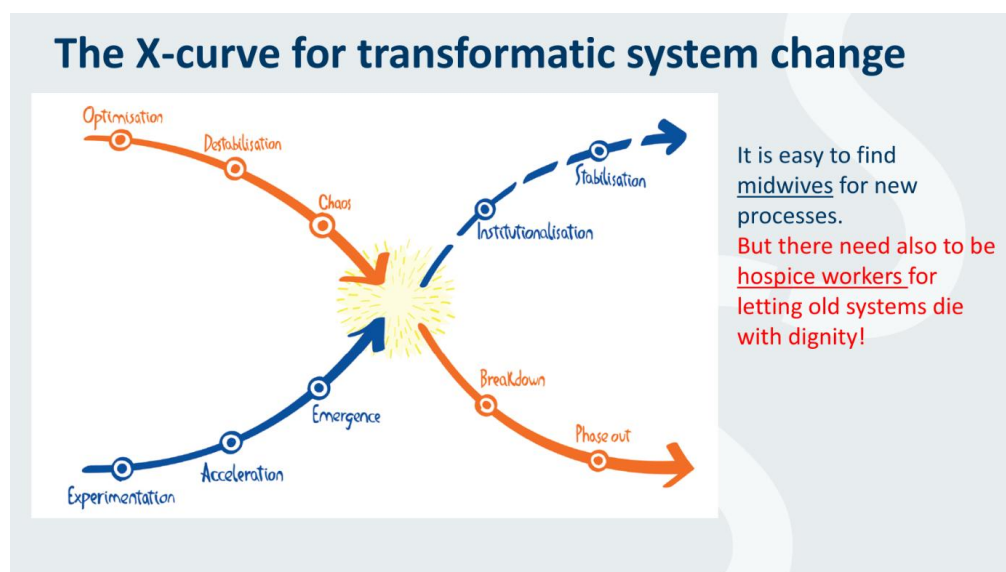 The X-curve for transformatic system change
Optimisation
Destabilisation
Chaos
Stabilisation
Institutionalisation
Breakdown
Phase out
Emergence
Acceleration
Experimentation
It is easy to find
midwives for new
processes.
But there need also to be
hospice workers for
letting old systems die
with dignity!